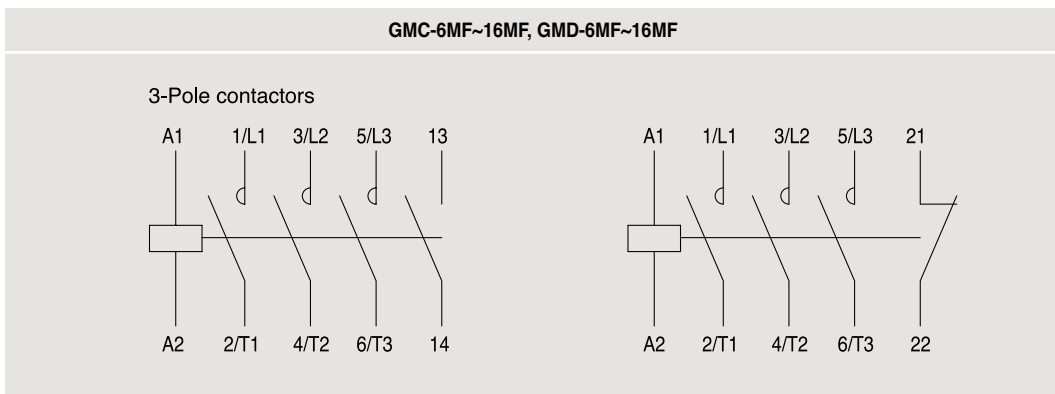 GMC-6MF~16MF, GMD-6MF~16MF
3-Pole contactors
A1 1/L1 3/L2 5/L3 13
A2 2/T1 4/T2 6/T3 14
A1 1/L1 3/L2 5/L3 21
A2 2/T1 4/T2 6/T3 22